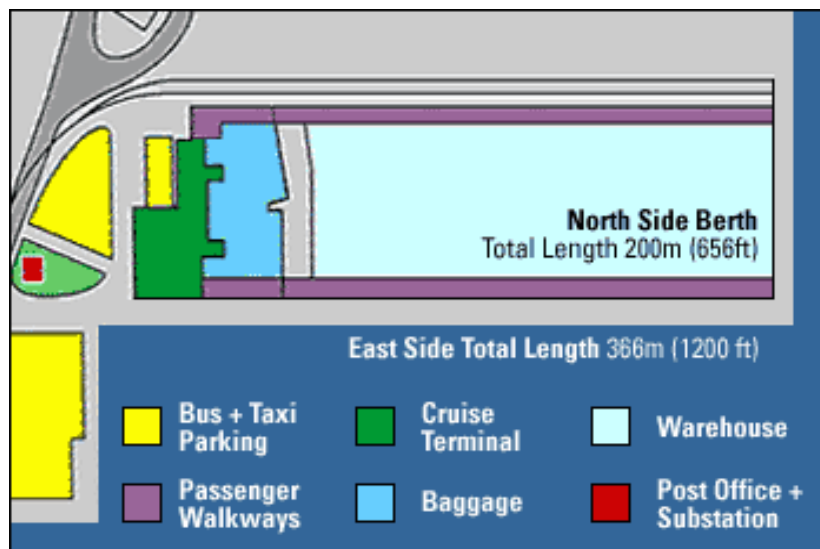 North Side Berth
Total Length 200m (656ft)
East Side Total Length 366m (1200 ft)
Bus + Taxi
Parking
Cruise
Terminal
Warehouse
Passenger
Walkways
Baggage
Post Office +
Substation